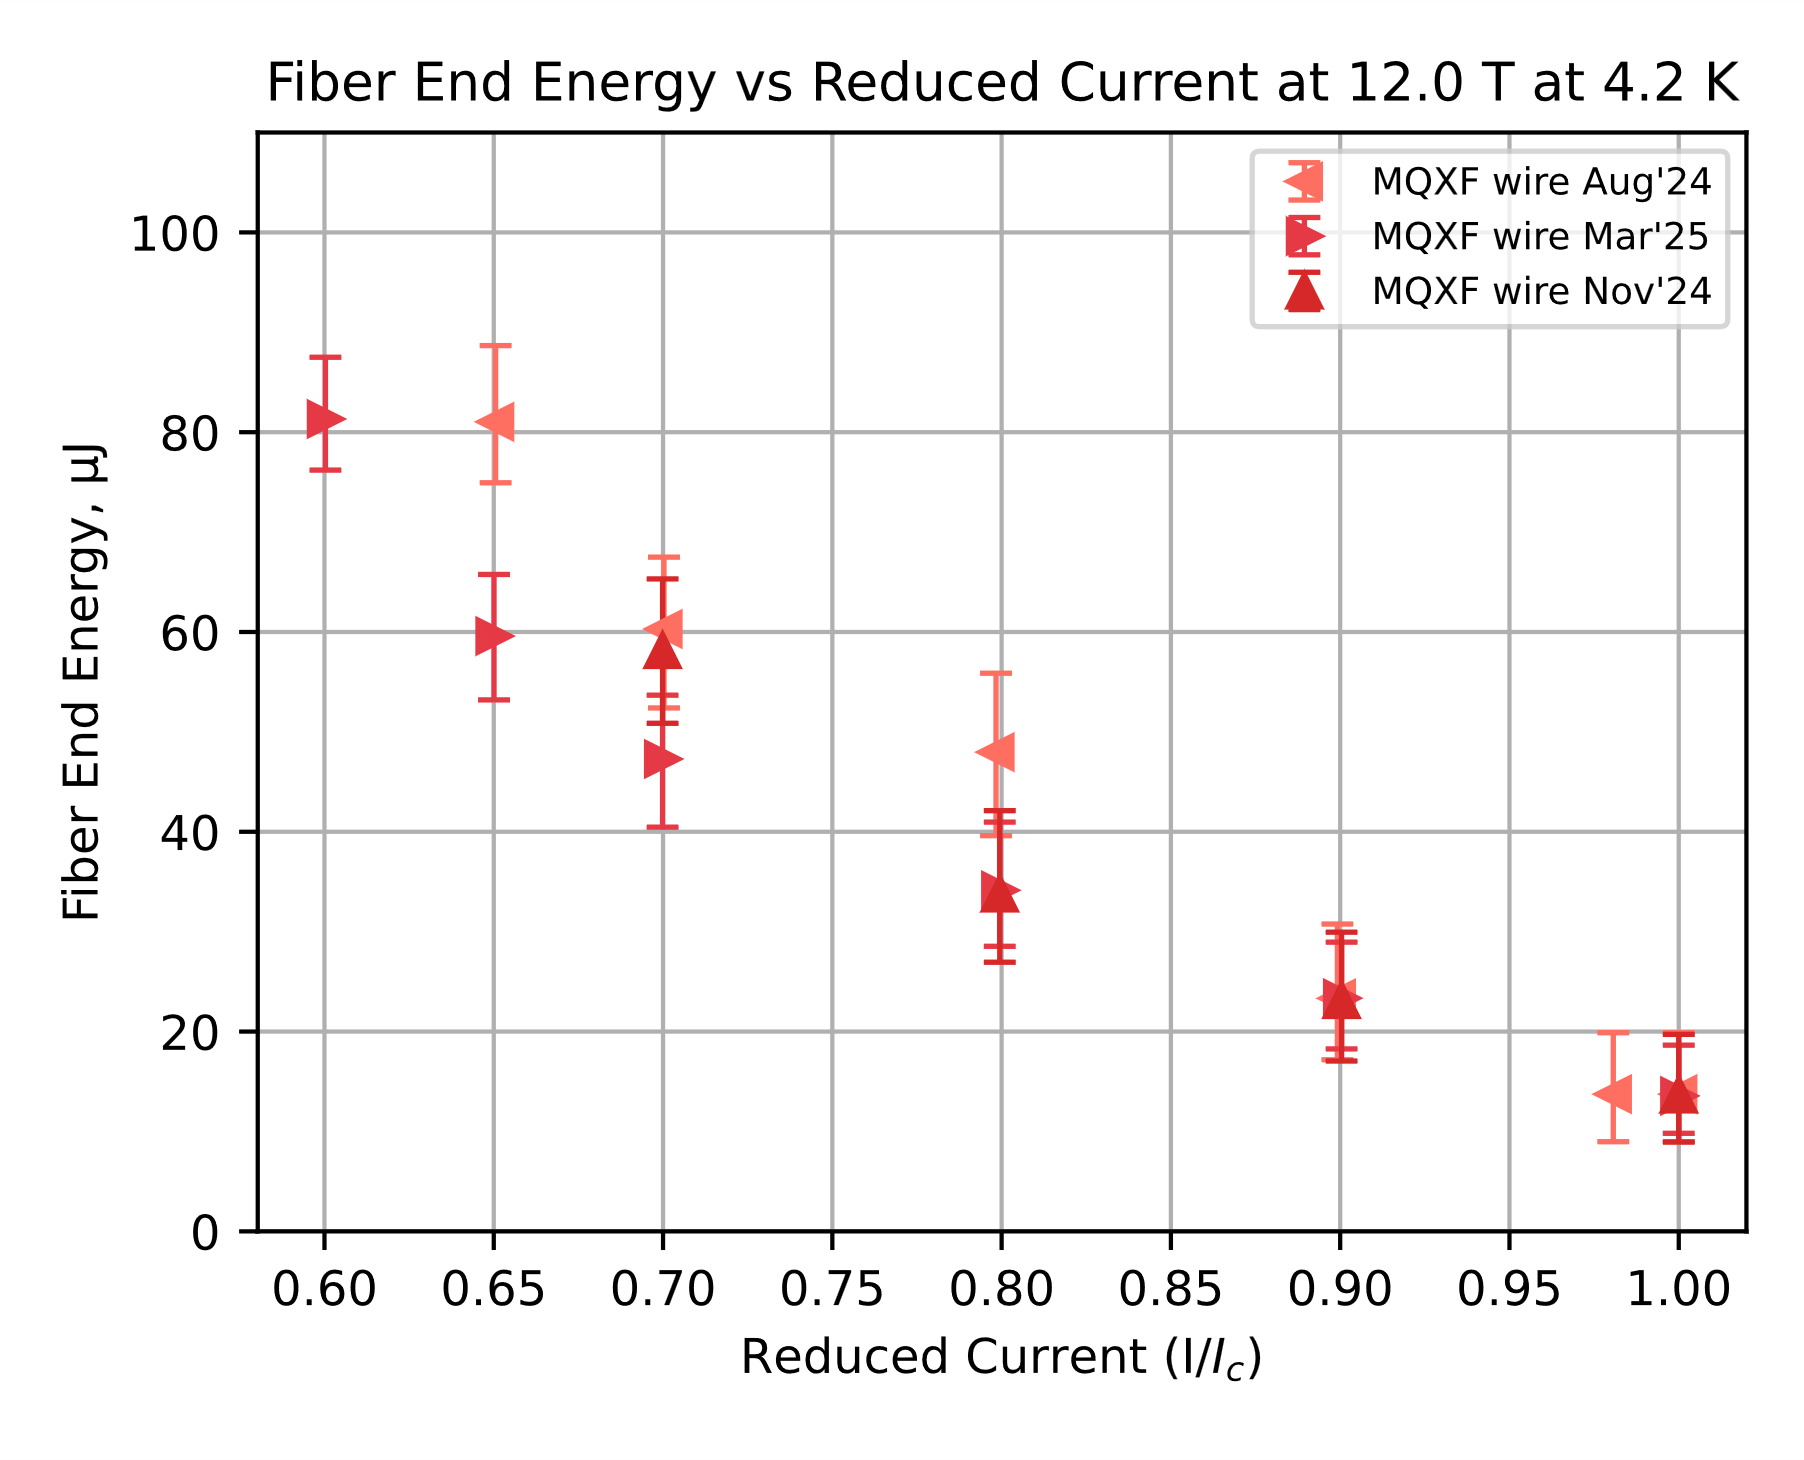 Fiber End Energy vs Reduced Current at 12.0 T at 4.2 K
MQXF wire Aug'24
MQXF wire Mar'25
MQXF wire Nov'24
Fiber End Energy, μJ
100
80
60
40
20
0
0.60 0.65 0.70 0.75 0.80 0.85 0.90 0.95 1.00
Reduced Current (I/I_c)